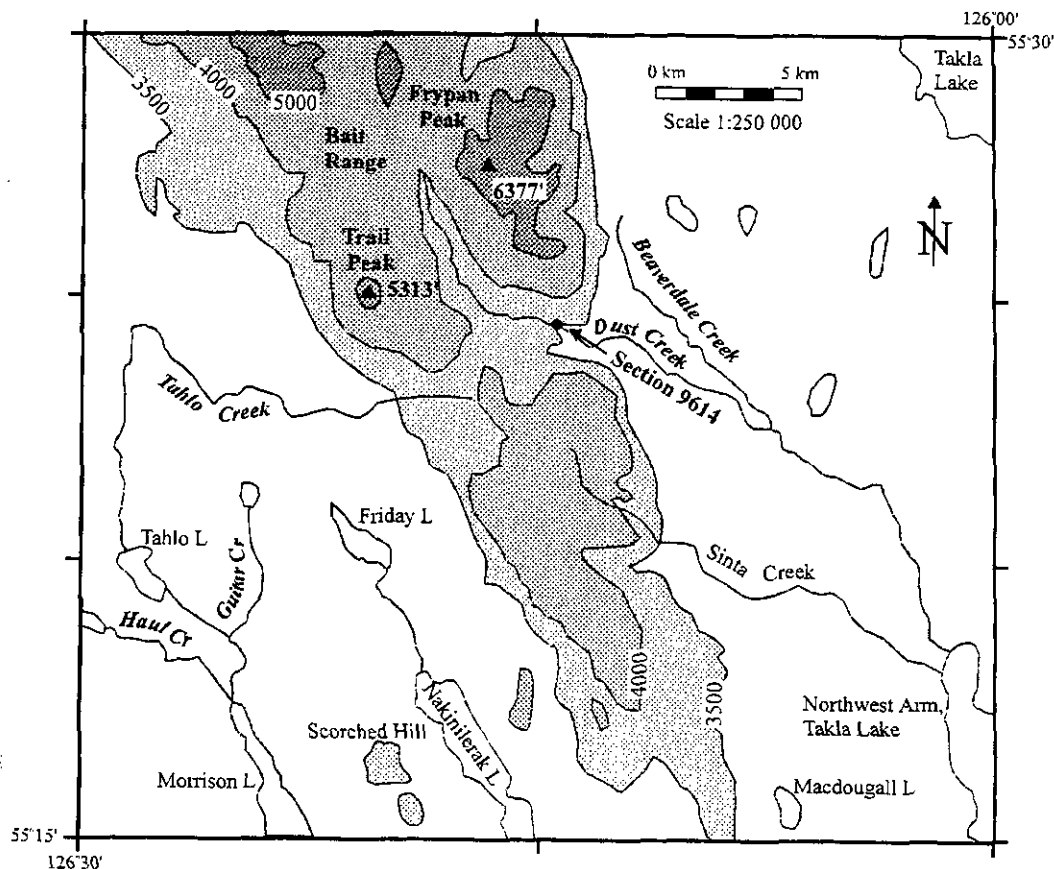 126°00'
55°30'
3500
4000
5000
Frypan
Peak
0 km
5 km
Scale 1:250 000
Takla
Lake
Bait
Range
6377'
N
Trail
Peak
5313'
Beaverdale Creek
Dust Creek
Section 9614
Tahlo Creek
Friday L
Tahlo L
Guitar Cr
Sinta Creek
Haul Cr
4000
3500
Nakinilerak L
Northwest Arm,
Takla Lake
Scorched Hill
Morrison L
Macdougall L
55°15'
126°30'